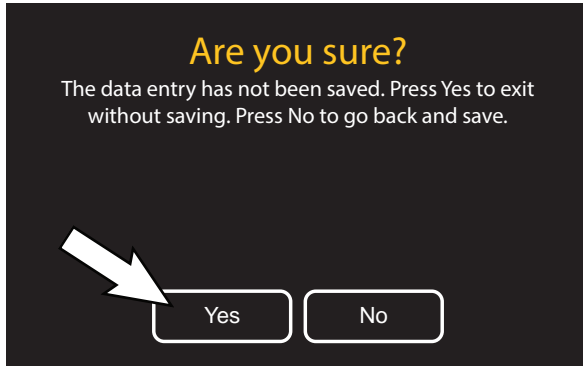 Are you sure?
The data entry has not been saved. Press Yes to exit
without saving. Press No to go back and save.
Yes
No